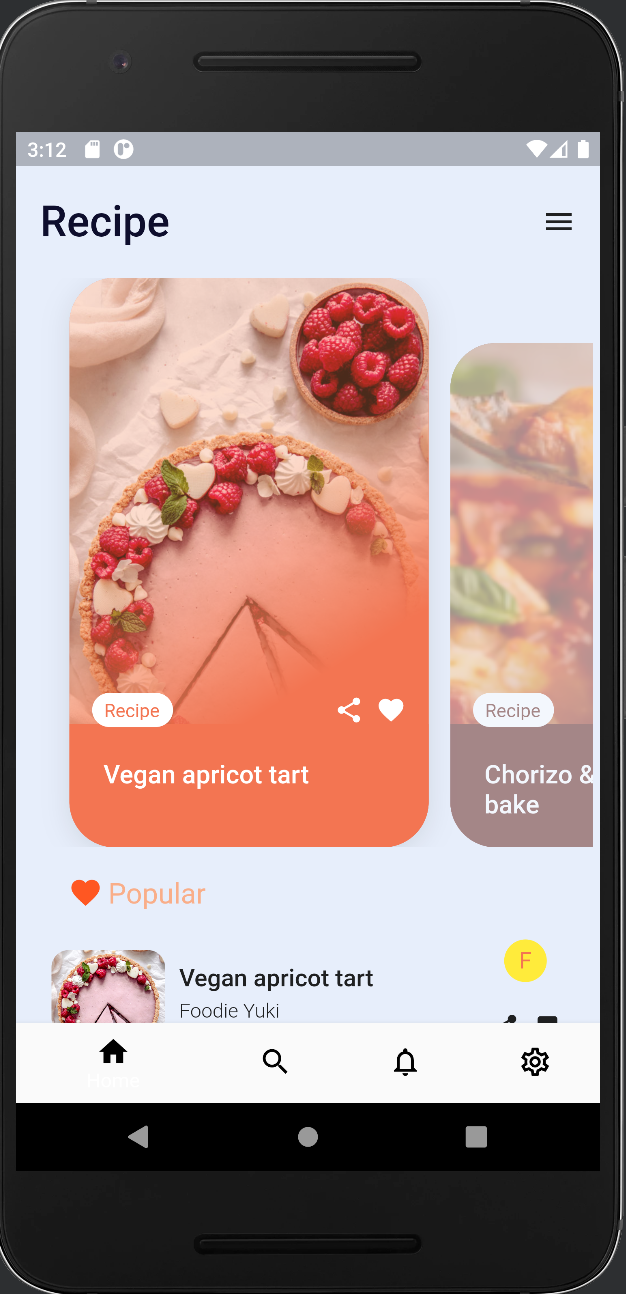 3:12
Recipe
Recipe
Vegan apricot tart
Recipe
Chorizo &
bake
Popular
Vegan apricot tart
Foodie Yuki
F
Home